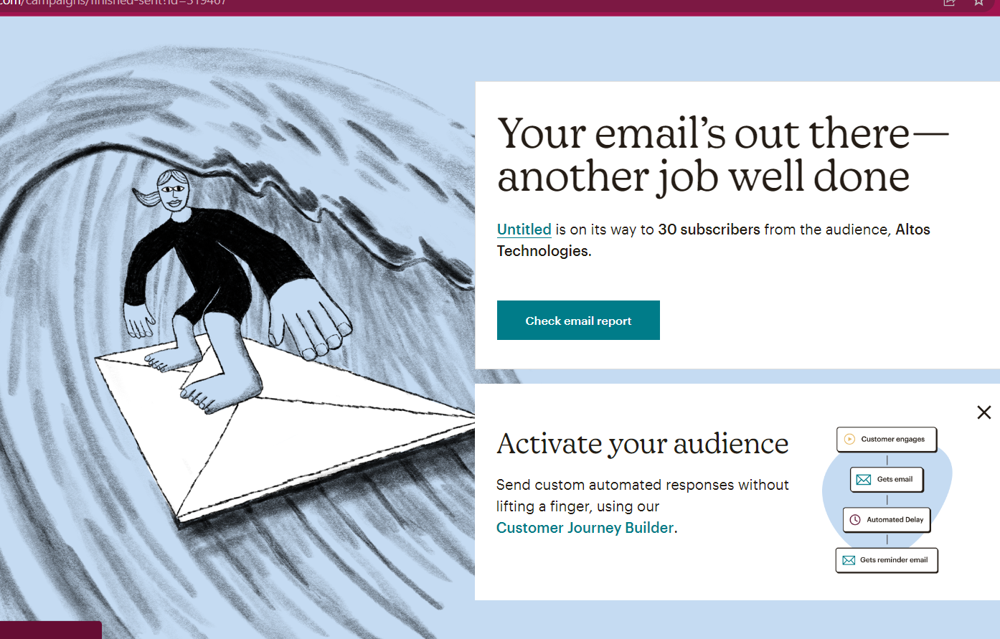 .com/campaigns/finished-sent?id=319467
Your email’s out there—
another job well done
Untitled is on its way to 30 subscribers from the audience, Altos
Technologies.
Check email report
Activate your audience
Send custom automated responses without
lifting a finger, using our
Customer Journey Builder.
Customer engages
Gets email
Automated Delay
Gets reminder email